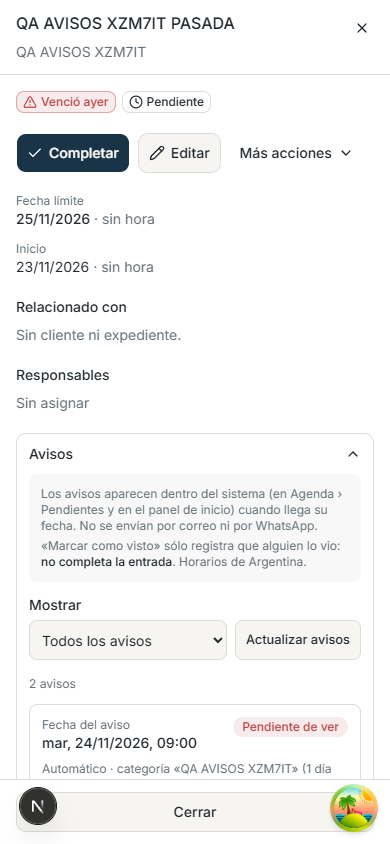 QA AVISOS XZM7IT PASADA
QA AVISOS XZM7IT
Venció ayer
Pendiente
Completar
Editar
Más acciones
Fecha límite
25/11/2026 · sin hora
Inicio
23/11/2026 · sin hora
Relacionado con
Sin cliente ni expediente.
Responsables
Sin asignar
Avisos
Los avisos aparecen dentro del sistema (en Agenda ›
Pendientes y en el panel de inicio) cuando llega su
fecha. No se envían por correo ni por WhatsApp.
«Marcar como visto» sólo registra que alguien lo vio:
no completa la entrada. Horarios de Argentina.
Mostrar
Todos los avisos
Actualizar avisos
2 avisos
Fecha del aviso
Pendiente de ver
mar, 24/11/2026, 09:00
Automático · categoría «QA AVISOS XZM7IT» (1 día
N
Cerrar